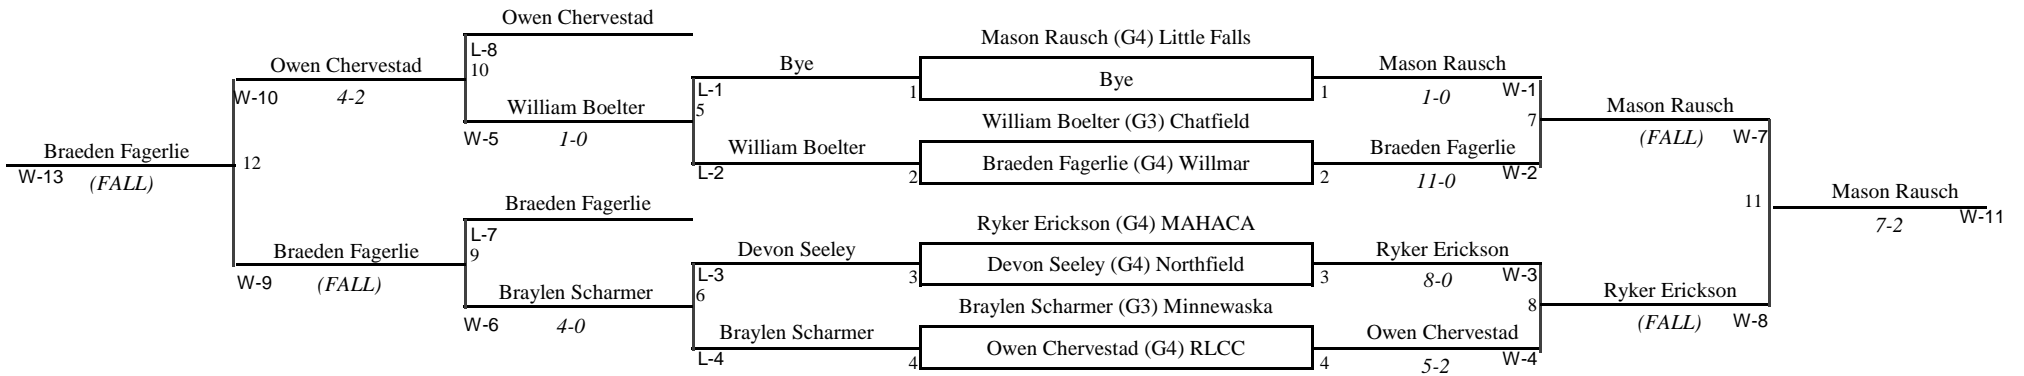 Owen Chervestad
L-8
10
Owen Chervestad
W-10
4-2
William Boelter
W-5
1-0
Braeden Fagerlie
W-13
(FALL)
12
Braeden Fagerlie
L-7
9
Braeden Fagerlie
W-9
(FALL)
Braylen Scharmer
W-6
4-0
Bye
1
L-1
5
William Boelter
L-2
2
Devon Seeley
3
L-3
6
Braylen Scharmer
L-4
4
Mason Rausch (G4) Little Falls
Bye
William Boelter (G3) Chatfield
Braeden Fagerlie (G4) Willmar
Ryker Erickson (G4) MAHACA
Devon Seeley (G4) Northfield
Braylen Scharmer (G3) Minnewaska
Owen Chervestad (G4) RLCC
Mason Rausch
1
1-0
W-1
7
Braeden Fagerlie
2
11-0
W-2
Ryker Erickson
3
8-0
W-3
8
Owen Chervestad
4
5-2
W-4
Mason Rausch
(FALL)
W-7
11
Ryker Erickson
(FALL)
W-8
Mason Rausch
7-2
W-11